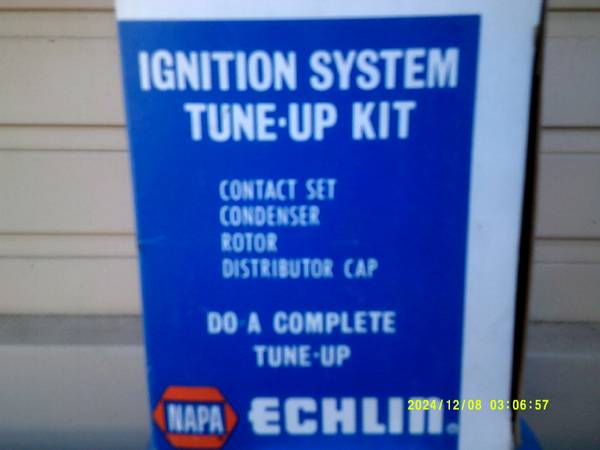 IGNITION SYSTEM
TUNE·UP KIT
CONTACT SET
CONDENSER
ROTOR
DISTRIBUTOR CAP
DO A COMPLETE
TUNE·UP
NAPA ECHLIN®
2024/12/08 03:06:57